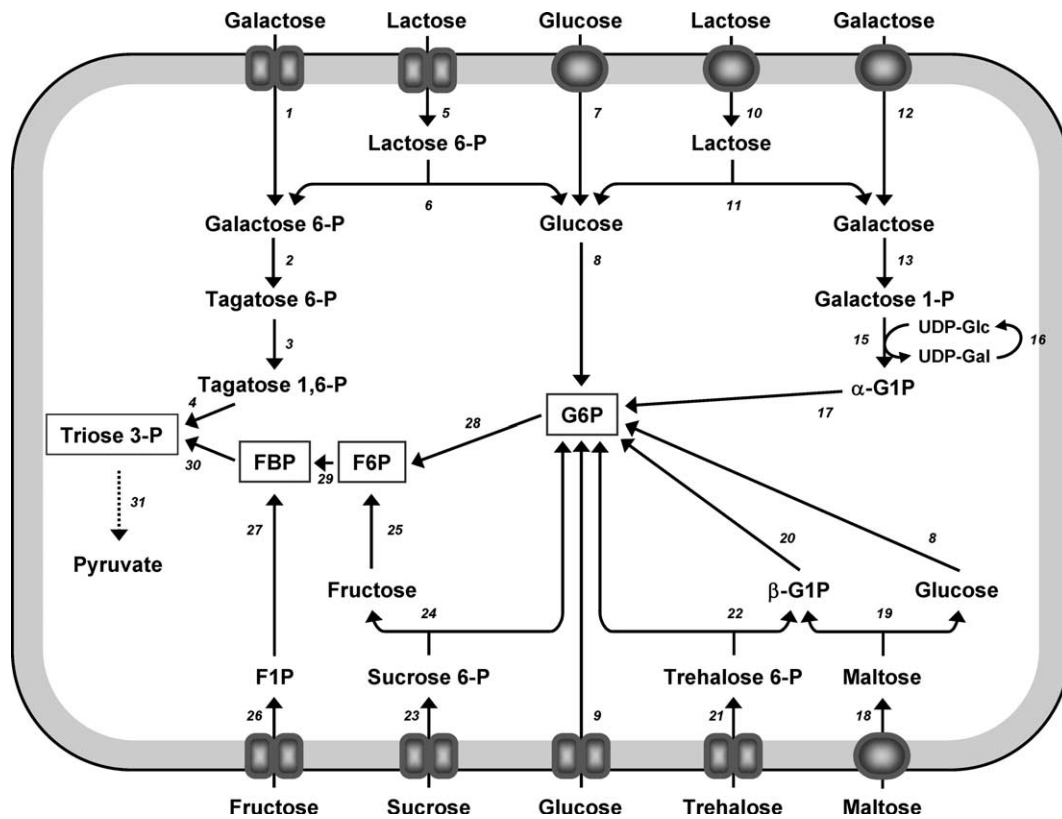 Galactose Lactose Glucose Lactose Galactose
1 5 7 10 12
Lactose 6-P Lactose
6 11
Galactose 6-P Glucose Galactose
2 8 13
Tagatose 6-P Galactose 1-P
3 15 UDP-Glc 16
UDP-Gal
Tagatose 1,6-P α-G1P
4 17
Triose 3-P 28 G6P
30 FBP 29 F6P
31 27 25 20 8
Pyruvate Fructose β-G1P Glucose
24 22 19
F1P Sucrose 6-P Trehalose 6-P Maltose
26 23 9 21 18
Fructose Sucrose Glucose Trehalose Maltose